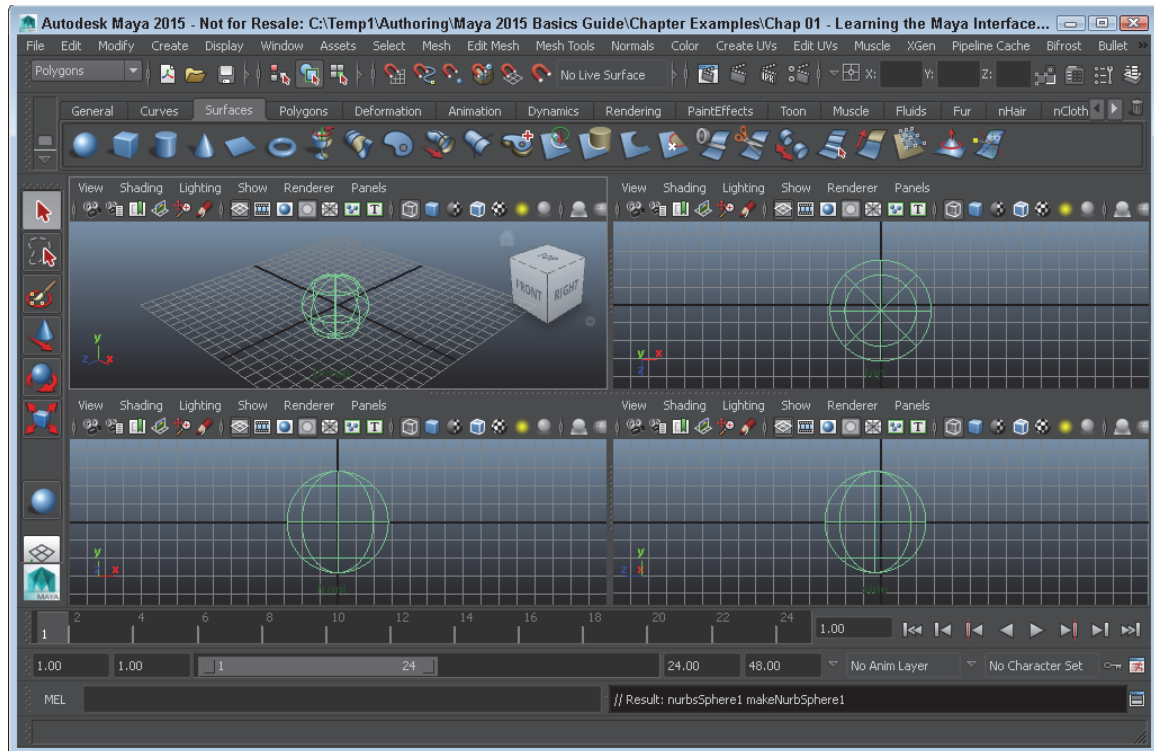 Autodesk Maya 2015 - Not for Resale: C:\Temp1\Authoring\Maya 2015 Basics Guide\Chapter Examples\Chap 01 - Learning the Maya Interface...
File Edit Modify Create Display Window Assets Select Mesh Edit Mesh Mesh Tools Normals Color Create UVs Edit UVs Muscle XGen Pipeline Cache Bifrost Bullet »
Polygons No Live Surface X: Y: Z:
General Curves Surfaces Polygons Deformation Animation Dynamics Rendering PaintEffects Toon Muscle Fluids Fur nHair nCloth
View Shading Lighting Show Renderer Panels
View Shading Lighting Show Renderer Panels
TOP
FRONT RIGHT
y
z x
y x
z
top
View Shading Lighting Show Renderer Panels
View Shading Lighting Show Renderer Panels
y
z x
front
y
z x
side
MAYA
1 2 4 6 8 10 12 14 16 18 20 22 24 1.00
1.00 1.00 1 24 24.00 48.00 No Anim Layer No Character Set
MEL // Result: nurbsSphere1 makeNurbSphere1